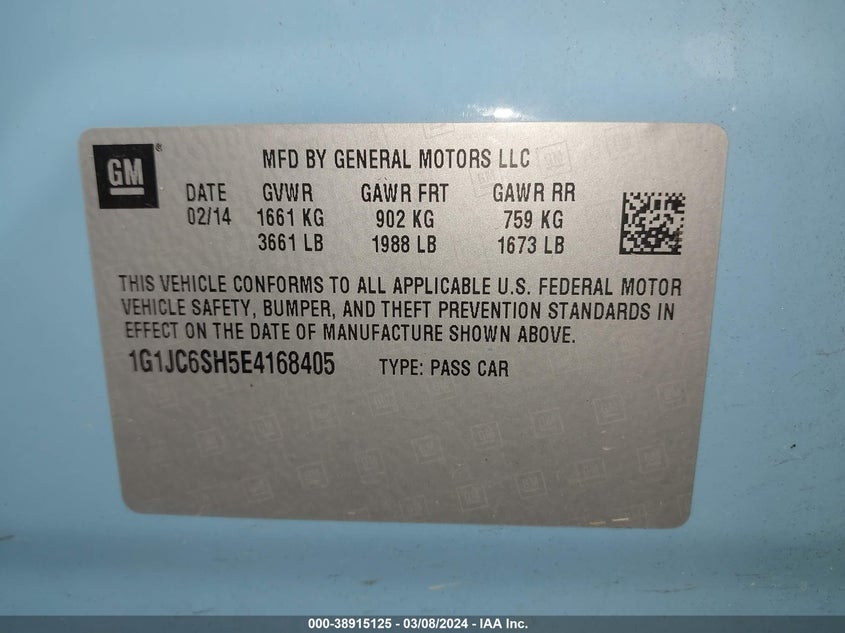 GM ®
MFD BY GENERAL MOTORS LLC
DATE GVWR GAWR FRT GAWR RR
02/14 1661 KG 902 KG 759 KG
3661 LB 1988 LB 1673 LB
THIS VEHICLE CONFORMS TO ALL APPLICABLE U.S. FEDERAL MOTOR
VEHICLE SAFETY, BUMPER, AND THEFT PREVENTION STANDARDS IN
EFFECT ON THE DATE OF MANUFACTURE SHOWN ABOVE.
1G1JC6SH5E4168405 TYPE: PASS CAR
000-38915125 - 03/08/2024 - IAA Inc.